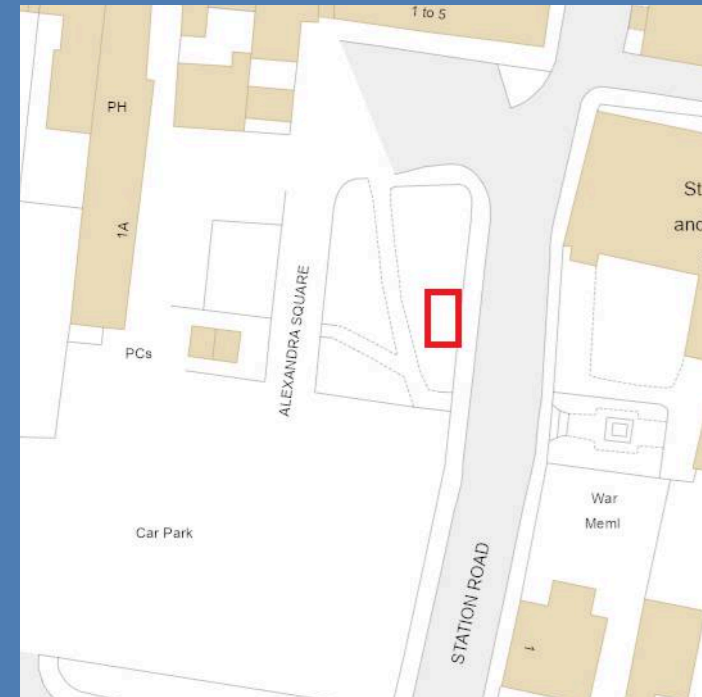 1 to 5
PH
St
and
1A
ALEXANDRA SQUARE
PCs
War
Meml
Car Park
STATION ROAD
1